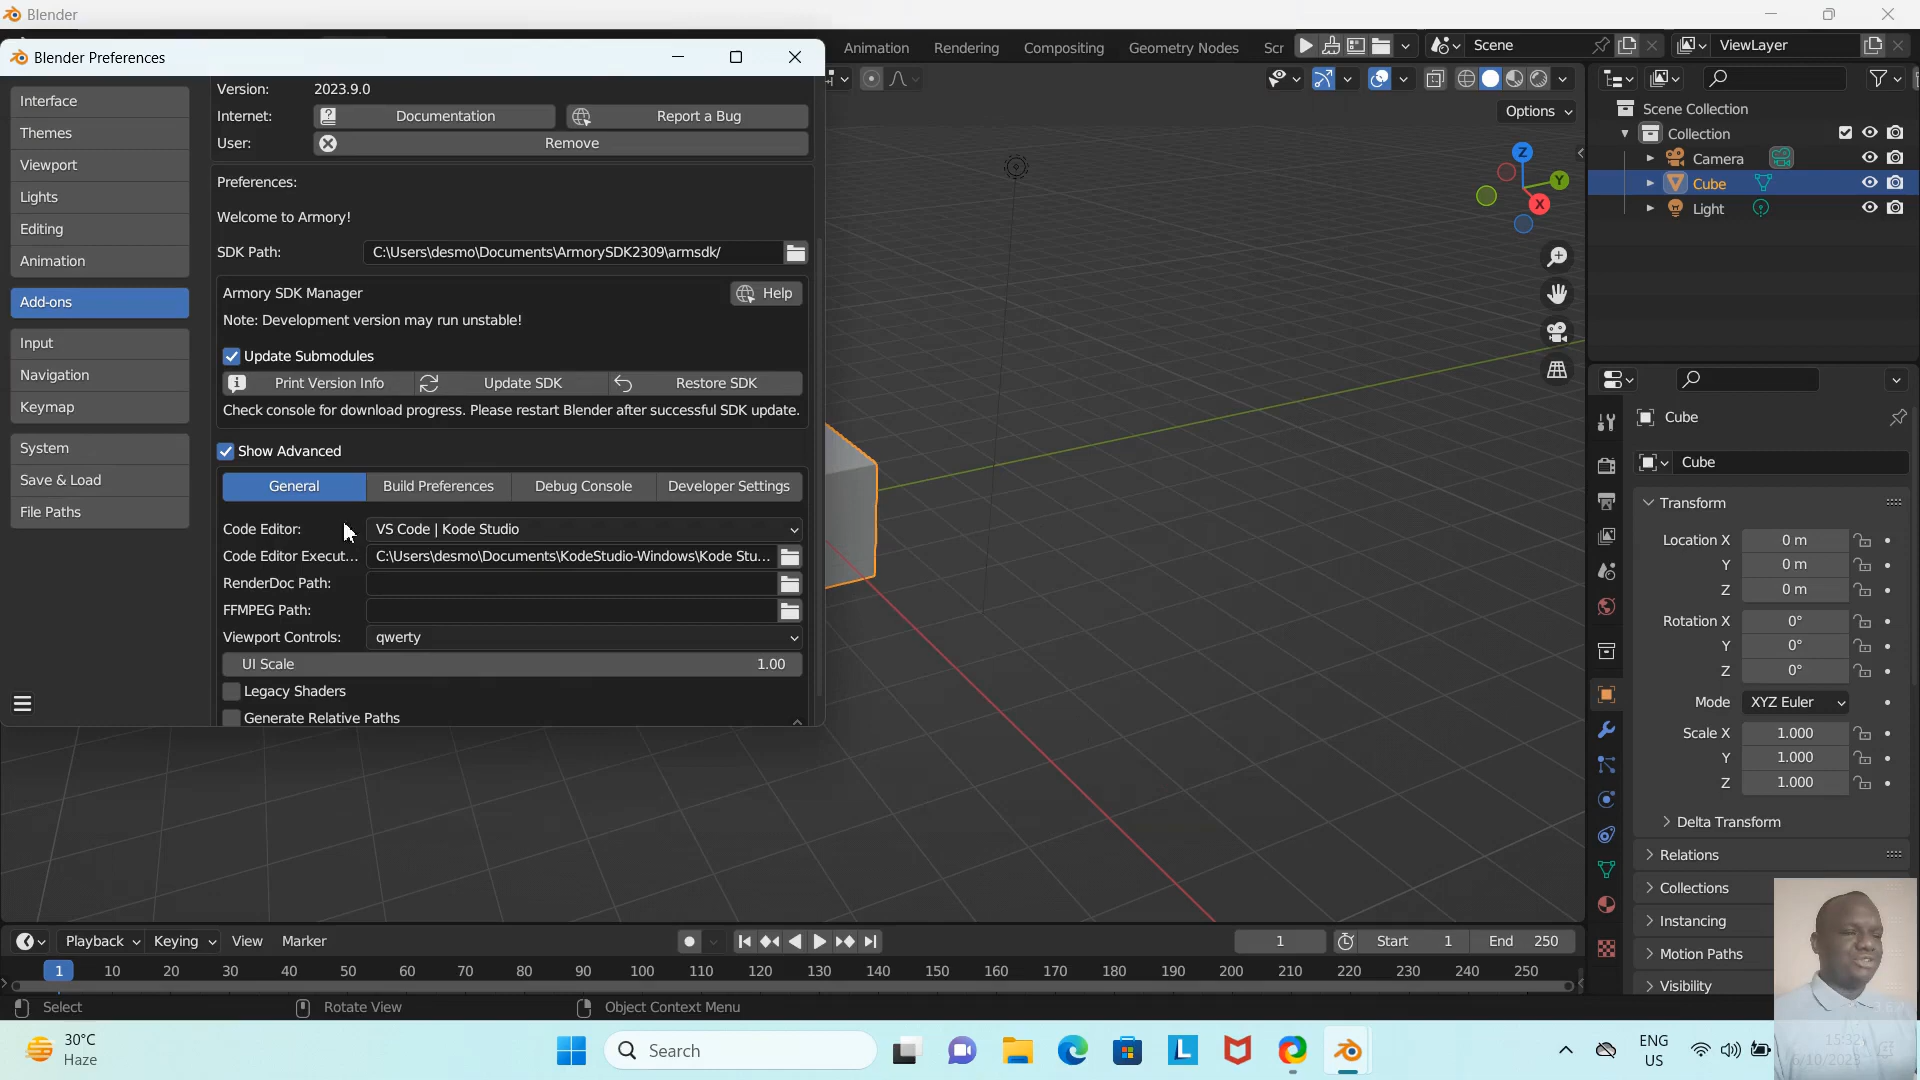 Blender
Blender Preferences
Animation
Rendering
Compositing
Geometry Nodes
Scr
Scene
ViewLayer
Interface
Themes
Viewport
Lights
Editing
Animation
Add-ons
Input
Navigation
Keymap
System
Save & Load
File Paths
Version: 2023.9.0
Internet: Documentation Report a Bug
User: Remove
Preferences:
Welcome to Armory!
SDK Path: C:\Users\desmo\Documents\ArmorySDK2309\armsdk/
Armory SDK Manager Help
Note: Development version may run unstable!
Update Submodules
Print Version Info Update SDK Restore SDK
Check console for download progress. Please restart Blender after successful SDK update.
Show Advanced
General Build Preferences Debug Console Developer Settings
Code Editor: VS Code | Kode Studio
Code Editor Execut... C:\Users\desmo\Documents\KodeStudio-Windows\Kode Stu...
RenderDoc Path:
FFMPEG Path:
Viewport Controls: qwerty
UI Scale 1.00
Legacy Shaders
Generate Relative Paths
Options
Z
Y
X
Scene Collection
Collection
Camera
Cube
Light
Cube
Cube
Transform
Location X 0 m
Y 0 m
Z 0 m
Rotation X 0°
Y 0°
Z 0°
Mode XYZ Euler
Scale X 1.000
Y 1.000
Z 1.000
Delta Transform
Relations
Collections
Instancing
Motion Paths
Visibility
Playback Keying View Marker
1 Start 1 End 250
1 10 20 30 40 50 60 70 80 90 100 110 120 130 140 150 160 170 180 190 200 210 220 230 240 250
Select Rotate View Object Context Menu
30°C
Haze
Search
ENG
US
15:32